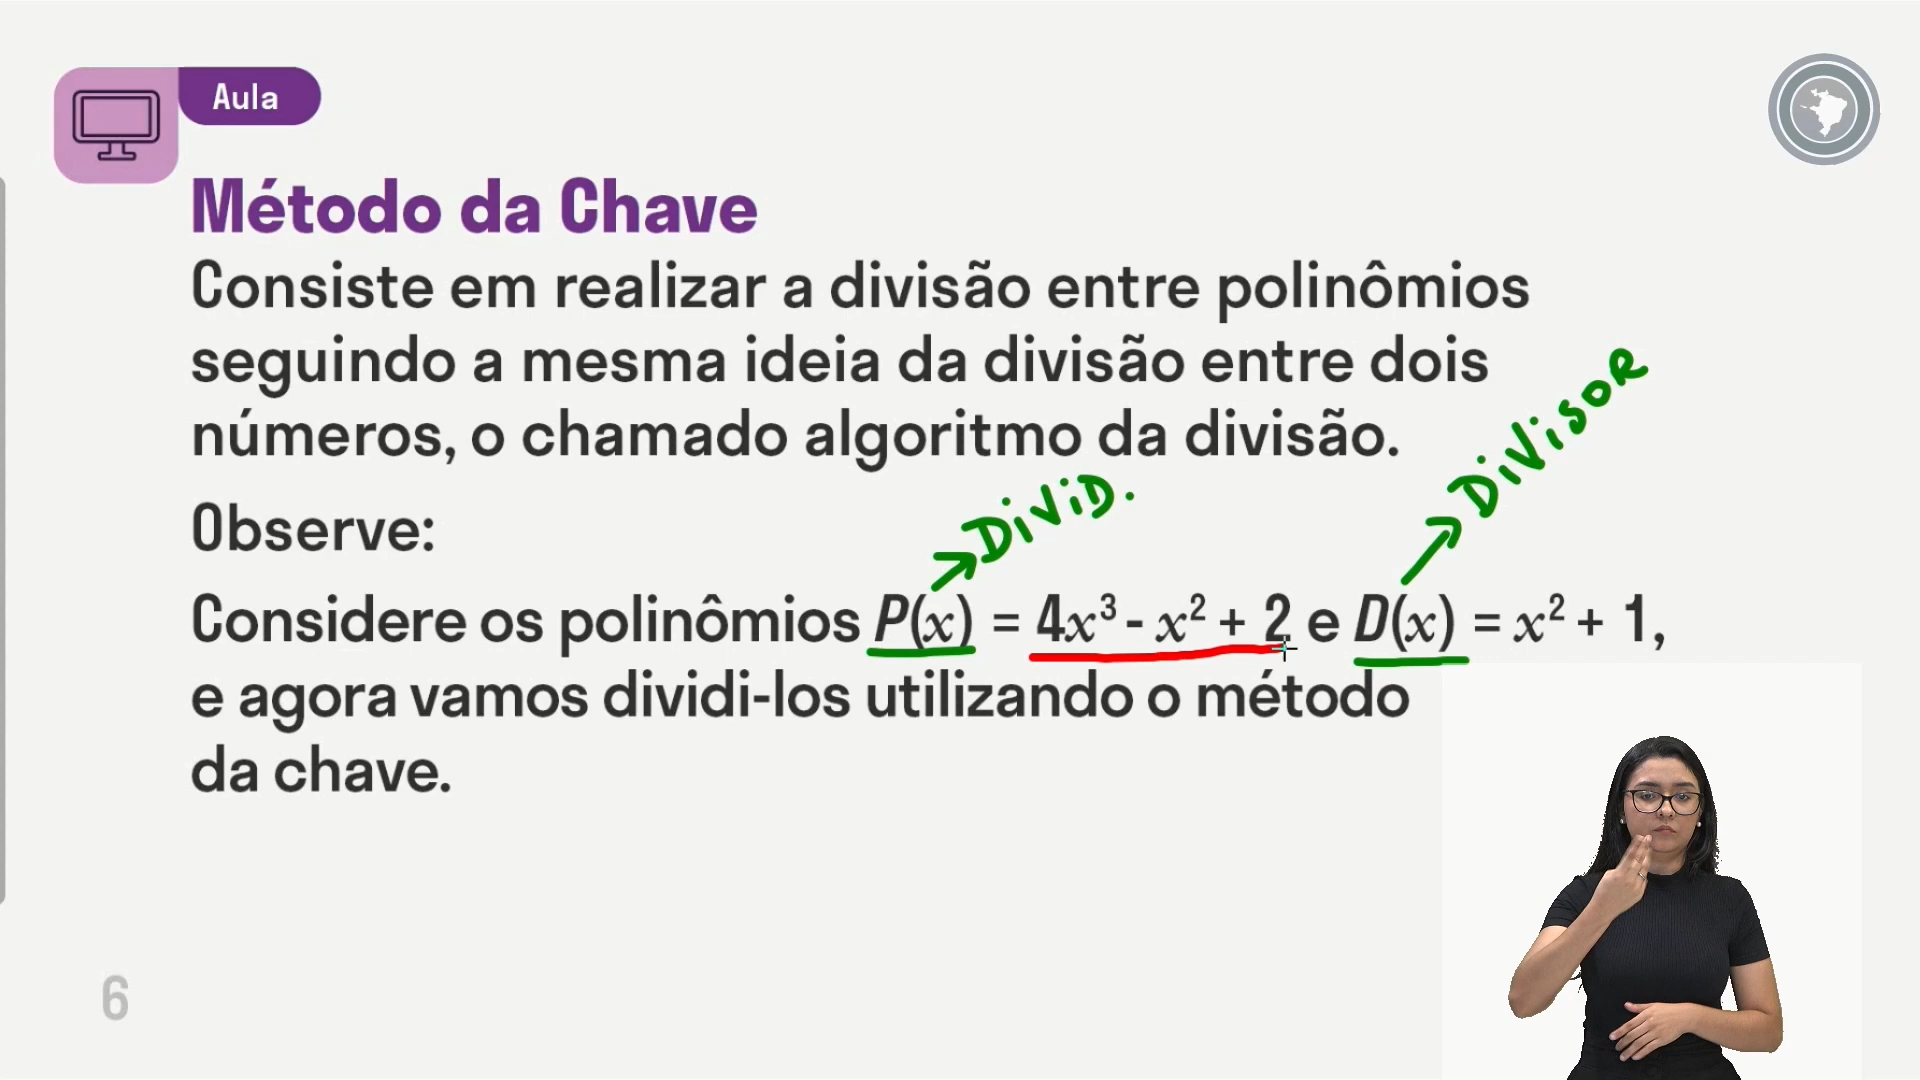 Aula
Método da Chave
Consiste em realizar a divisão entre polinômios
seguindo a mesma ideia da divisão entre dois
números, o chamado algoritmo da divisão.
DiViD.
DiVisoR
Observe:
Considere os polinômios P(x) = 4x³ - x² + 2 e D(x) = x² + 1,
e agora vamos dividi-los utilizando o método
da chave.
6